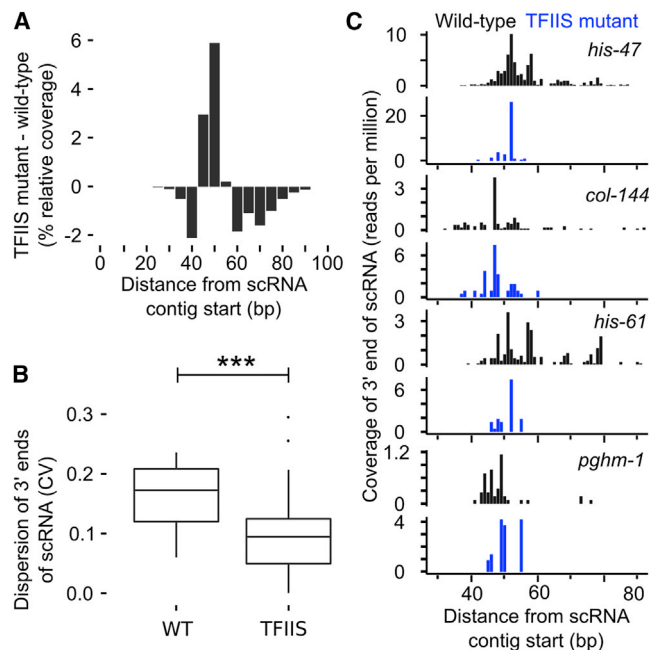 A
TFIIS mutant - wild-type
(% relative coverage)
6
4
2
0
-2
0 20 40 60 80 100
Distance from scRNA
contig start (bp)
B
***
Dispersion of 3' ends
of scRNA (CV)
0.3
0.2
0.1
0.0
WT TFIIS
C
Wild-type TFIIS mutant
Coverage of 3' end of scRNA (reads per million)
10
0
his-47
20
0
3
0
col-144
6
0
3
0
his-61
6
0
1.2
0
pghm-1
4
0
40 60 80
Distance from scRNA
contig start (bp)